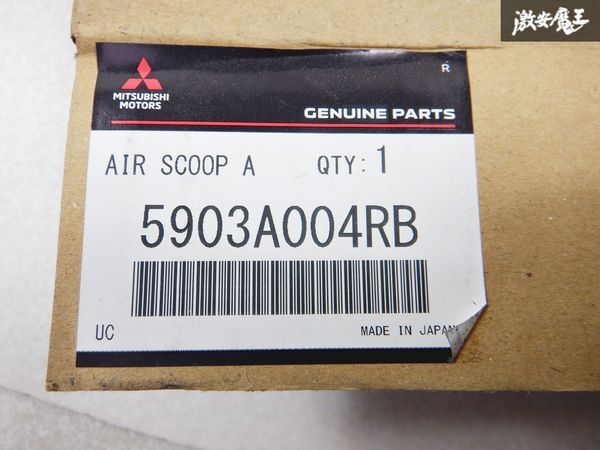 激安魔王
R
MITSUBISHI
MOTORS
GENUINE PARTS
AIR SCOOP A QTY: 1
5903A004RB
UC
MADE IN JAPAN